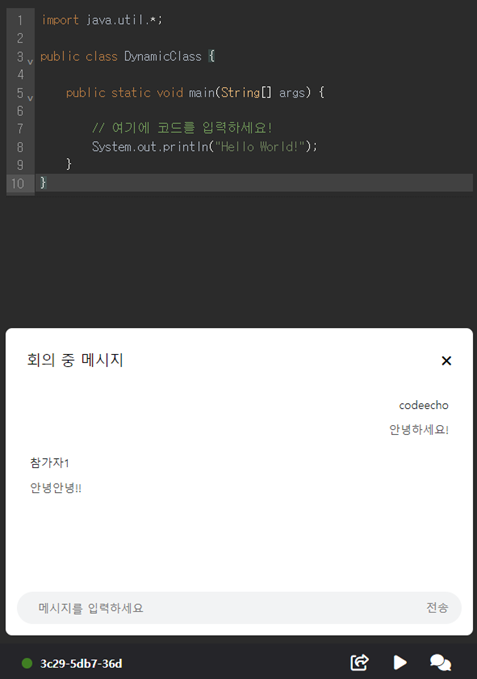 1 import java.util.*;
2
3 public class DynamicClass {
4
5 public static void main(String[] args) {
6
7 // 여기에 코드를 입력하세요!
8 System.out.println("Hello World!");
9 }
10 }
회의 중 메시지
codeecho
안녕하세요!
참가자1
안녕안녕!!
메시지를 입력하세요 전송
3c29-5db7-36d